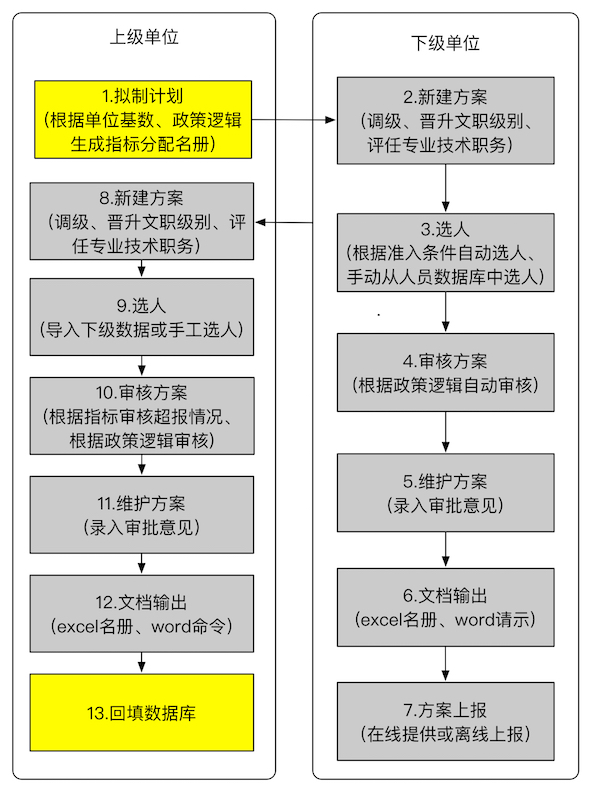 上级单位
1.拟制计划
（根据单位基数、政策逻辑
生成指标分配名册）
8.新建方案
（调级、晋升文职级别、评
任专业技术职务）
9.选人
（导入下级数据或手工选人）
10.审核方案
（根据指标审核超报情况、
根据政策逻辑审核）
11.维护方案
（录入审批意见）
12.文档输出
（excel名册、word命令）
13.回填数据库
下级单位
2.新建方案
（调级、晋升文职级别、
评任专业技术职务）
3.选人
（根据准入条件自动选人、
手动从人员数据库中选人）
4.审核方案
（根据政策逻辑自动审核）
5.维护方案
（录入审批意见）
6.文档输出
（excel名册、word请示）
7.方案上报
（在线提供或离线上报）